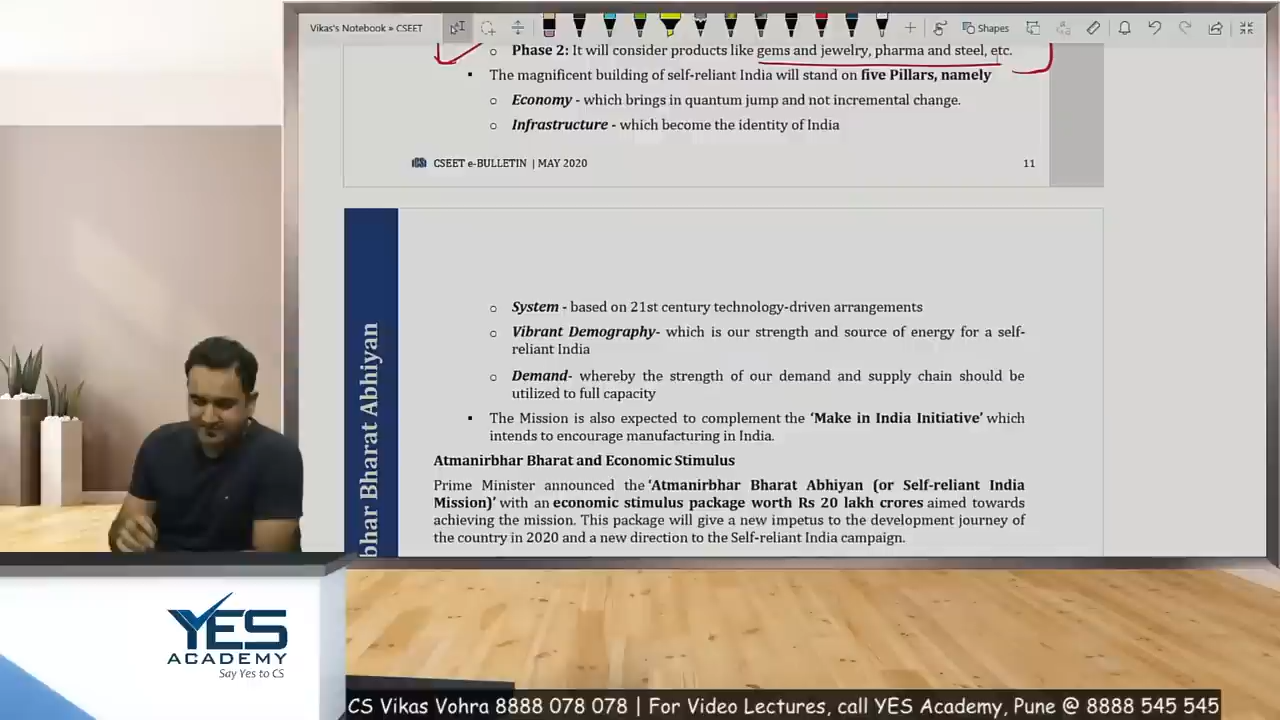 Vikas's Notebook » CSEET
Shapes
o Phase 2: It will consider products like gems and jewelry, pharma and steel, etc.
▪ The magnificent building of self-reliant India will stand on five Pillars, namely
o Economy - which brings in quantum jump and not incremental change.
o Infrastructure - which become the identity of India
CSEET e-BULLETIN | MAY 2020
11
bhar Bharat Abhiyan
o System - based on 21st century technology-driven arrangements
o Vibrant Demography- which is our strength and source of energy for a self-
reliant India
o Demand- whereby the strength of our demand and supply chain should be
utilized to full capacity
▪ The Mission is also expected to complement the 'Make in India Initiative' which
intends to encourage manufacturing in India.
Atmanirbhar Bharat and Economic Stimulus
Prime Minister announced the 'Atmanirbhar Bharat Abhiyan (or Self-reliant India
Mission)' with an economic stimulus package worth Rs 20 lakh crores aimed towards
achieving the mission. This package will give a new impetus to the development journey of
the country in 2020 and a new direction to the Self-reliant India campaign.
YES
ACADEMY
Say Yes to CS
CS Vikas Vohra 8888 078 078 | For Video Lectures, call YES Academy, Pune @ 8888 545 545